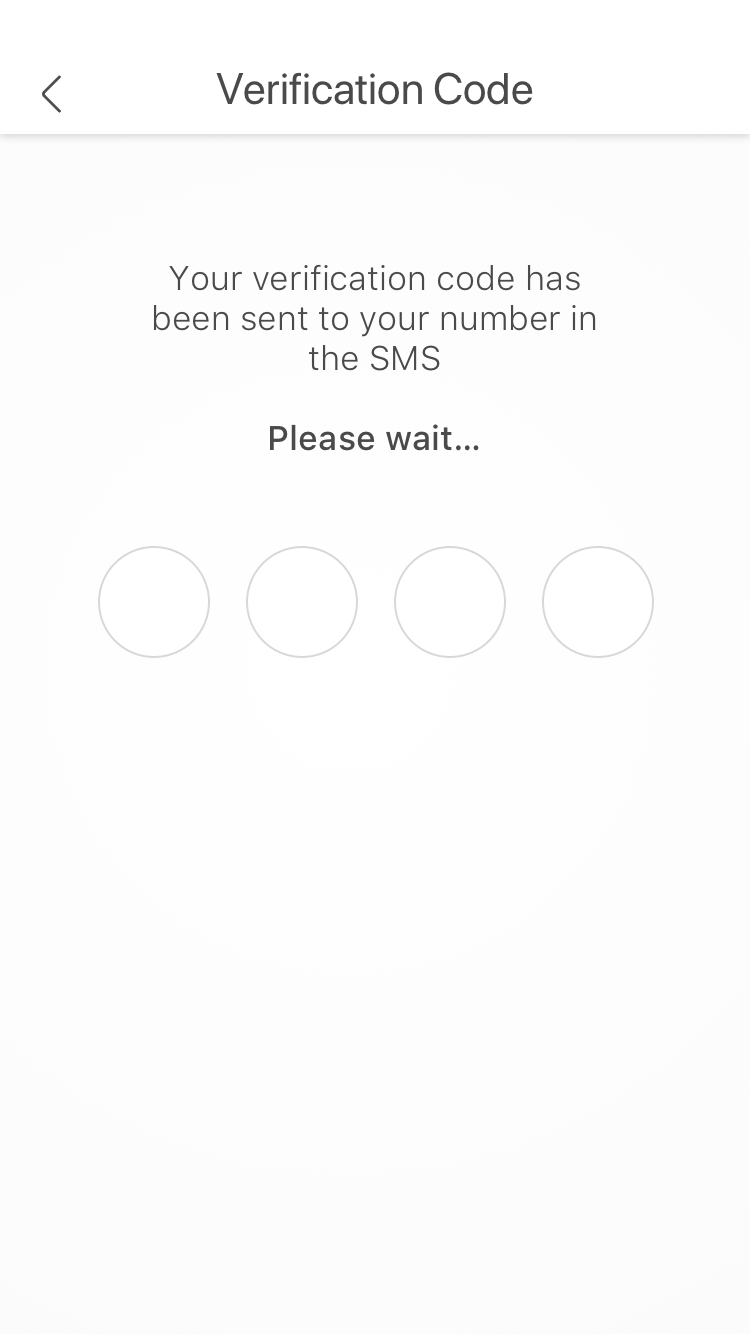 Verification Code
Your verification code has
been sent to your number in
the SMS
Please wait...